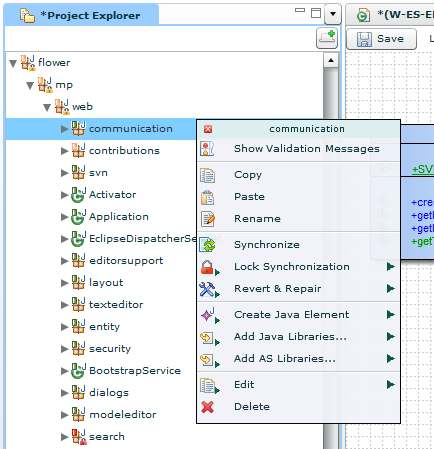 *Project Explorer
*(W-ES-E
Save
flower
mp
web
communication
contributions
svn
Activator
Application
EclipseDispatcherSe
editorsupport
layout
texteditor
entity
security
BootstrapService
dialogs
modeleditor
search
communication
Show Validation Messages
Copy
Paste
Rename
Synchronize
Lock Synchronization
Revert & Repair
Create Java Element
Add Java Libraries...
Add AS Libraries...
Edit
Delete
+SV
+crea
+getI
+getI
+getT